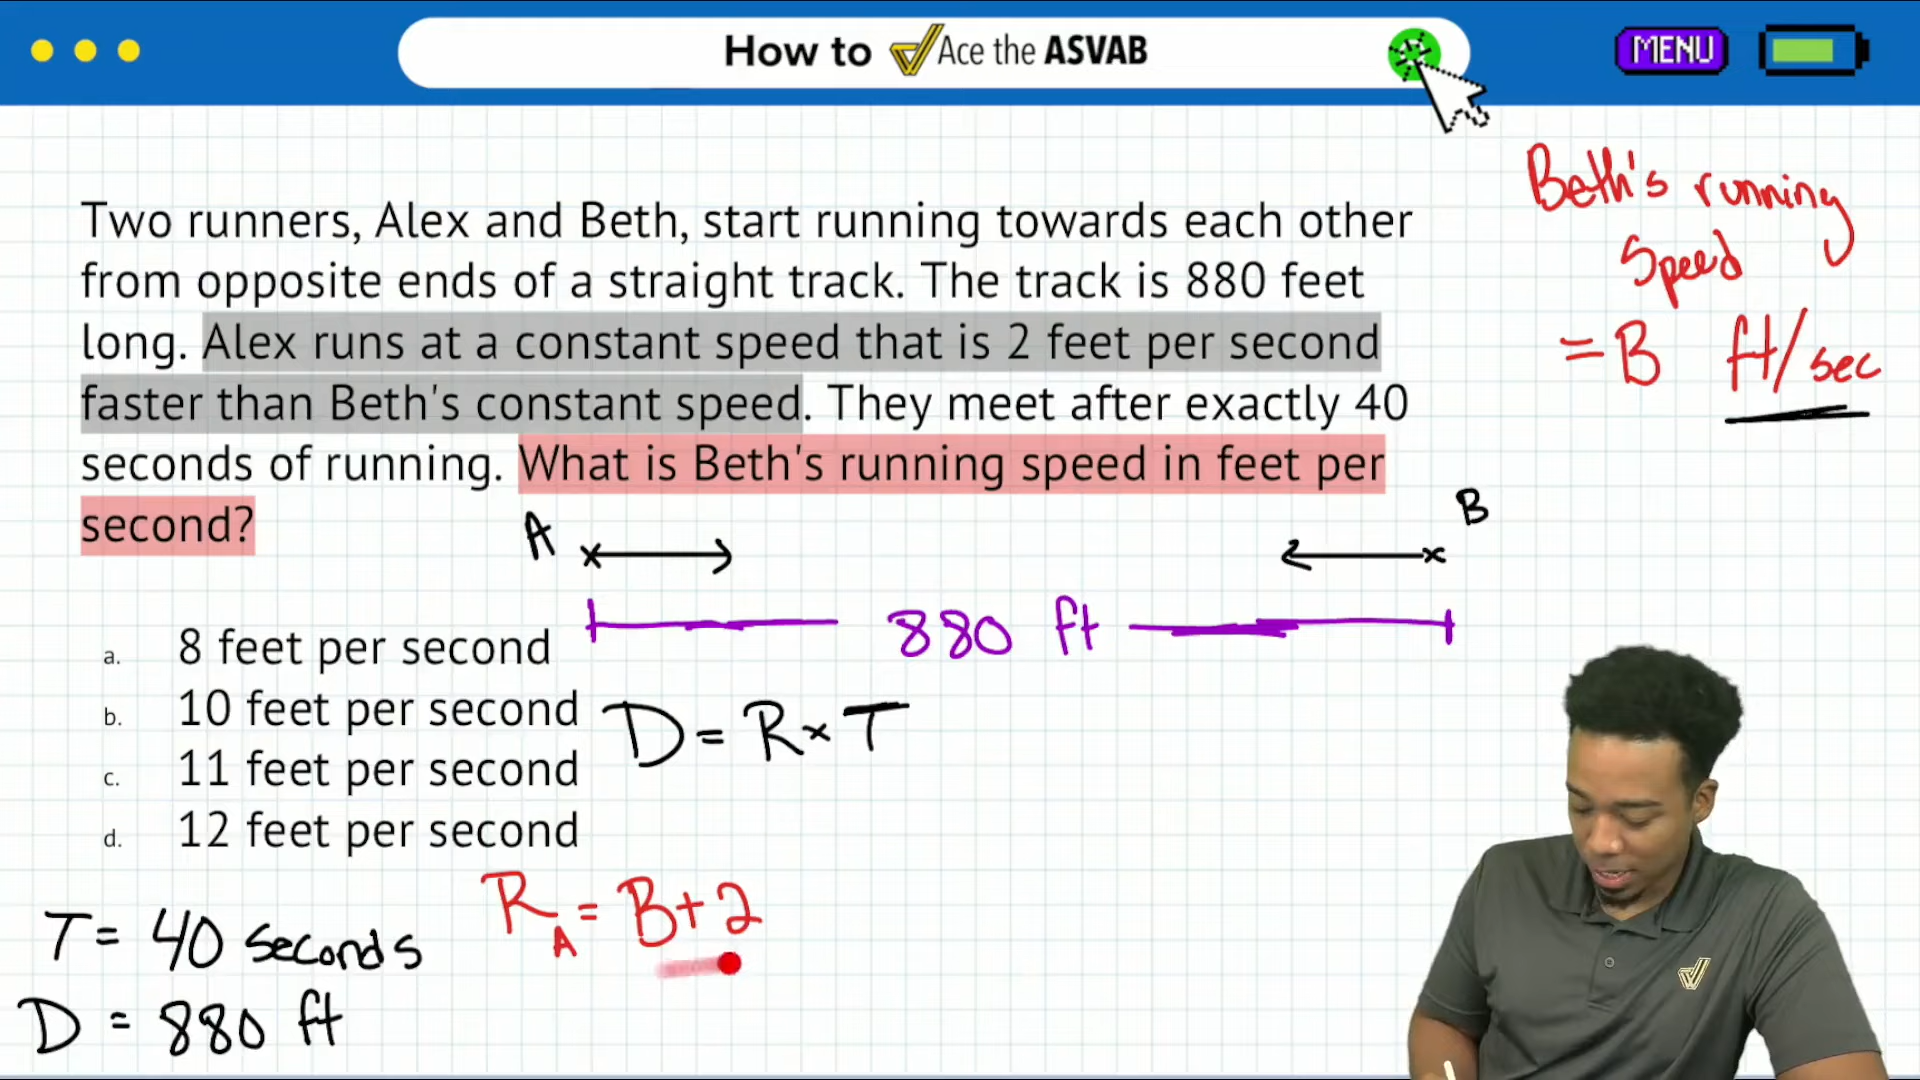 How to Ace the ASVAB
MENU
Two runners, Alex and Beth, start running towards each other
from opposite ends of a straight track. The track is 880 feet
long. Alex runs at a constant speed that is 2 feet per second
faster than Beth's constant speed. They meet after exactly 40
seconds of running. What is Beth's running speed in feet per
second?
Beth's running
Speed
= B ft/sec
A
B
880 ft
a. 8 feet per second
b. 10 feet per second
c. 11 feet per second
d. 12 feet per second
D = R × T
T = 40 seconds
D = 880 ft
R_A = B + 2